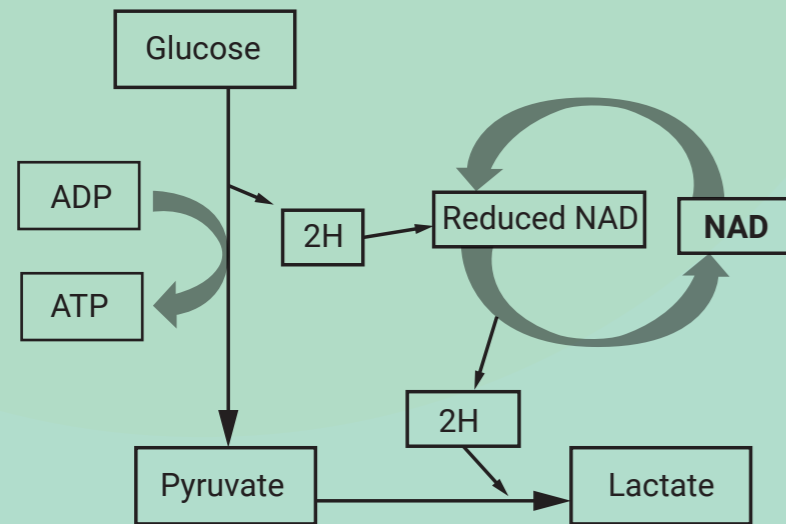 Glucose
ADP
2H
Reduced NAD
NAD
ATP
2H
Pyruvate
Lactate